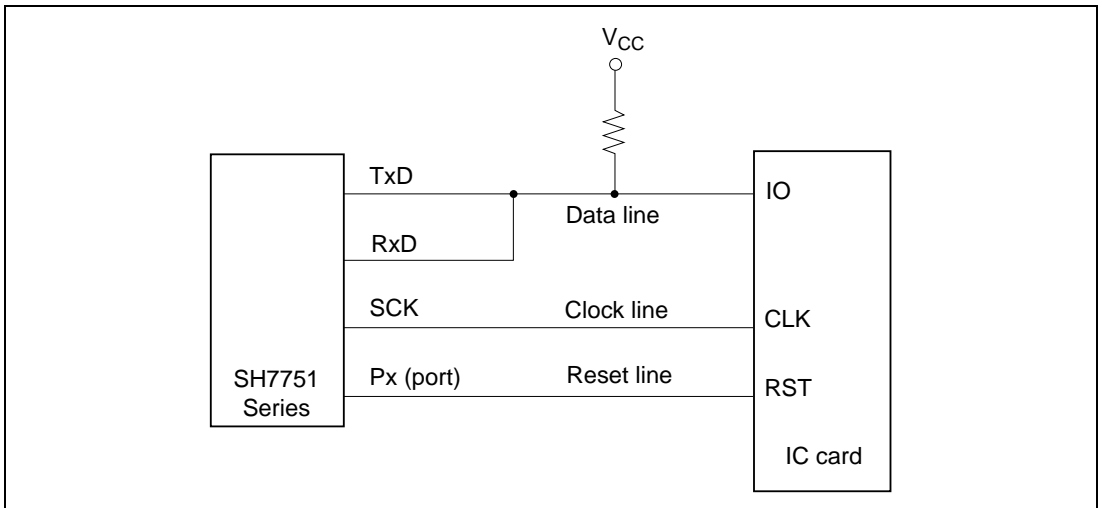 VCC
TxD
IO
Data line
RxD
SCK
Clock line
CLK
Px (port)
Reset line
RST
SH7751
Series
IC card